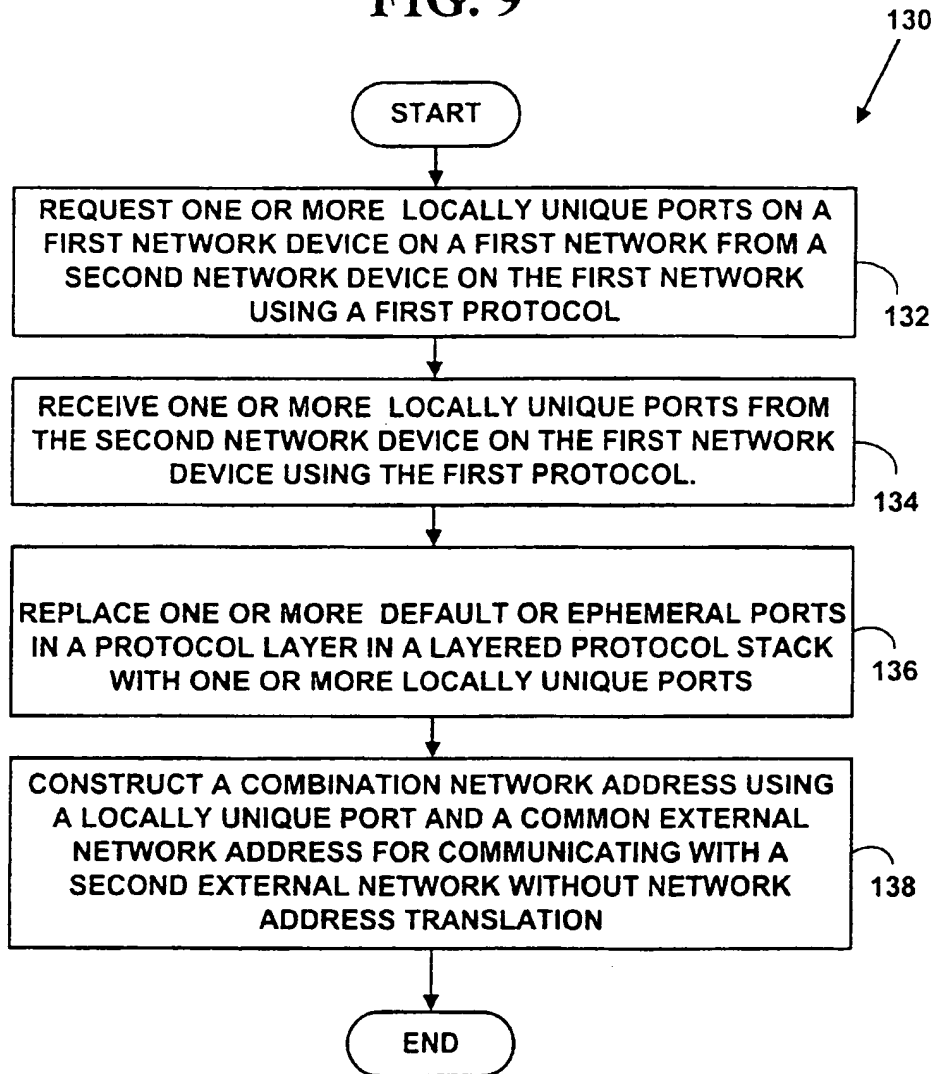 FIG. 9
130
START
REQUEST ONE OR MORE LOCALLY UNIQUE PORTS ON A
FIRST NETWORK DEVICE ON A FIRST NETWORK FROM A
SECOND NETWORK DEVICE ON THE FIRST NETWORK
USING A FIRST PROTOCOL
132
RECEIVE ONE OR MORE LOCALLY UNIQUE PORTS FROM
THE SECOND NETWORK DEVICE ON THE FIRST NETWORK
DEVICE USING THE FIRST PROTOCOL.
134
REPLACE ONE OR MORE DEFAULT OR EPHEMERAL PORTS
IN A PROTOCOL LAYER IN A LAYERED PROTOCOL STACK
WITH ONE OR MORE LOCALLY UNIQUE PORTS
136
CONSTRUCT A COMBINATION NETWORK ADDRESS USING
A LOCALLY UNIQUE PORT AND A COMMON EXTERNAL
NETWORK ADDRESS FOR COMMUNICATING WITH A
SECOND EXTERNAL NETWORK WITHOUT NETWORK
ADDRESS TRANSLATION
138
END